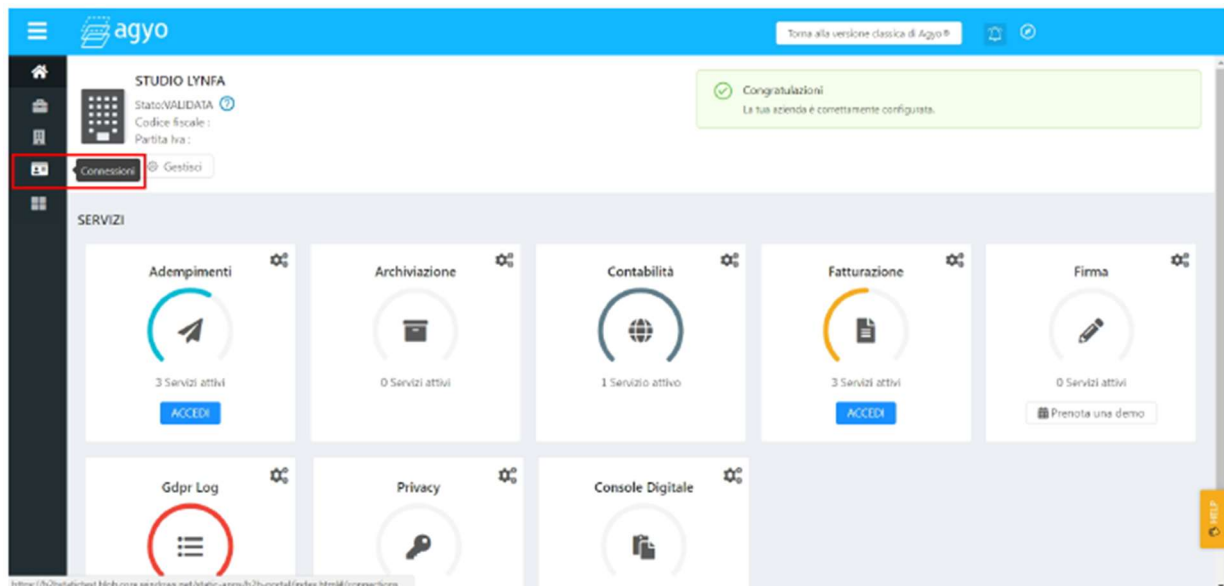 agyo
Torna alla versione classica di Agyo®
STUDIO LYNFA
Stato:VALIDATA
Codice fiscale :
Partita Iva :
Congratulazioni
La tua azienda è correttamente configurata.
Connessioni
Gestisci
SERVIZI
Adempimenti
Archiviazione
Contabilità
Fatturazione
Firma
3 Servizi attivi
0 Servizi attivi
1 Servizio attivo
3 Servizi attivi
0 Servizi attivi
ACCEDI
ACCEDI
Prenota una demo
Gdpr Log
Privacy
Console Digitale
HELP